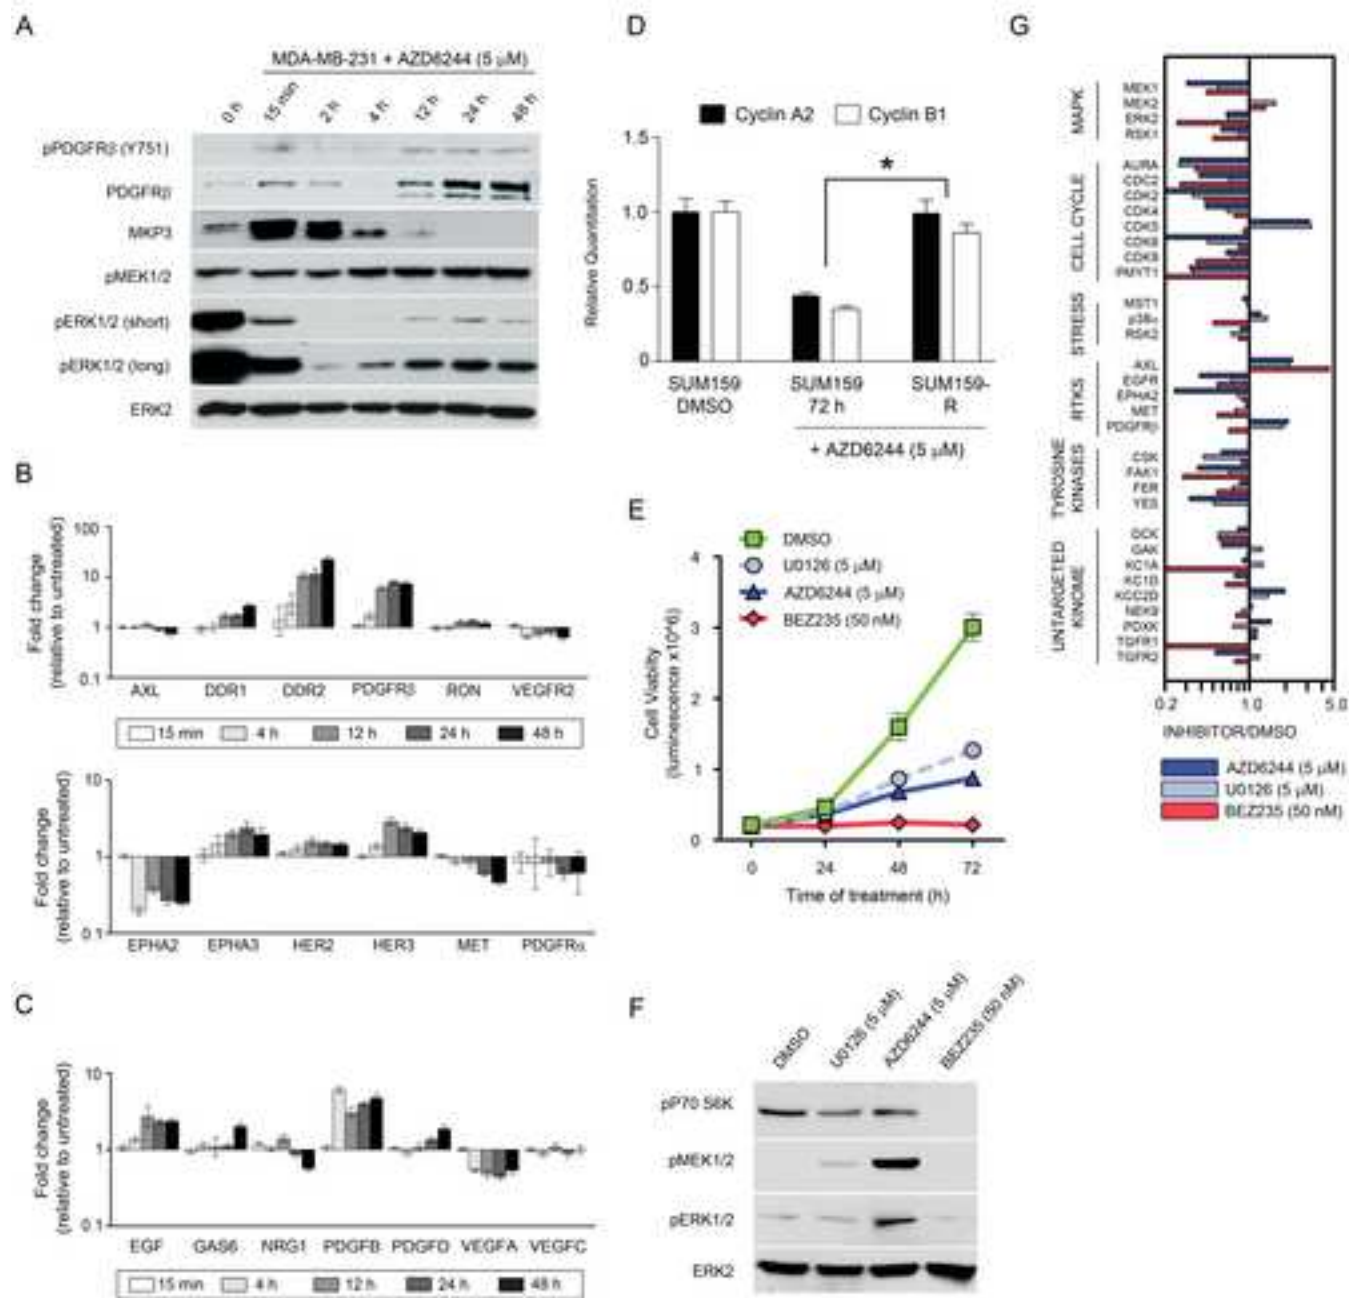 A
MDA-MB-231 + AZD6244 (5 µM)
0 h
15 min
2 h
4 h
12 h
24 h
48 h
pPDGFRβ (Y751)
PDGFRβ
MKP3
pMEK1/2
pERK1/2 (short)
pERK1/2 (long)
ERK2
B
Fold change
(relative to untreated)
100
10
1
0.1
AXL DDR1 DDR2 PDGFRβ RON VEGFR2
15 min 4 h 12 h 24 h 48 h
Fold change
(relative to untreated)
10
1
0.1
EPHA2 EPHA3 HER2 HER3 MET PDGFRα
C
Fold change
(relative to untreated)
10
1
0.1
EGF GAS6 NRG1 PDGFB PDGFD VEGFA VEGFC
15 min 4 h 12 h 24 h 48 h
D
Cyclin A2 Cyclin B1
Relative Quantitation
1.5
1.0
0.5
0
*
SUM159 SUM159 SUM159-
DMSO 72 h R
+ AZD6244 (5 µM)
E
DMSO
U0126 (5 µM)
AZD6244 (5 µM)
BEZ235 (50 nM)
Cell Viability
(luminescence x10^6)
4
3
2
1
0
0 24 48 72
Time of treatment (h)
F
DMSO
U0126 (5 µM)
AZD6244 (5 µM)
BEZ235 (50 nM)
pP70 S6K
pMEK1/2
pERK1/2
ERK2
G
MAPK
MEK1
MEK2
ERK2
RSK1
CELL CYCLE
AURA
CDC2
CDK2
CDK4
CDK5
PMYT1
STRESS
MST1
p38α
RSK2
RTKS
AXL
EGFR
EPHA2
MET
PDGFRβ
TYROSINE
KINASES
CSK
FAK1
FER
YES
UNTARGETED
KINOME
DCK
GAK
KC1A
KC1D
KCC2D
NEK9
PDXK
TGFR1
TGFR2
0.2 1.0 5.0
INHIBITOR/DMSO
AZD6244 (5 µM)
U0126 (5 µM)
BEZ235 (50 nM)